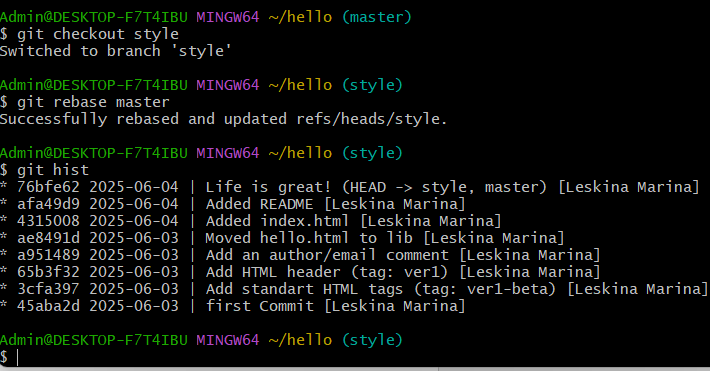 Admin@DESKTOP-F7T4IBU MINGW64 ~/hello (master)
$ git checkout style
Switched to branch 'style'
Admin@DESKTOP-F7T4IBU MINGW64 ~/hello (style)
$ git rebase master
Successfully rebased and updated refs/heads/style.
Admin@DESKTOP-F7T4IBU MINGW64 ~/hello (style)
$ git hist
* 76bfe62 2025-06-04 | Life is great! (HEAD -> style, master) [Leskina Marina]
* afa49d9 2025-06-04 | Added README [Leskina Marina]
* 4315008 2025-06-04 | Added index.html [Leskina Marina]
* ae8491d 2025-06-03 | Moved hello.html to lib [Leskina Marina]
* a951489 2025-06-03 | Add an author/email comment [Leskina Marina]
* 65b3f32 2025-06-03 | Add HTML header (tag: ver1) [Leskina Marina]
* 3cfa397 2025-06-03 | Add standart HTML tags (tag: ver1-beta) [Leskina Marina]
* 45aba2d 2025-06-03 | first Commit [Leskina Marina]
Admin@DESKTOP-F7T4IBU MINGW64 ~/hello (style)
$